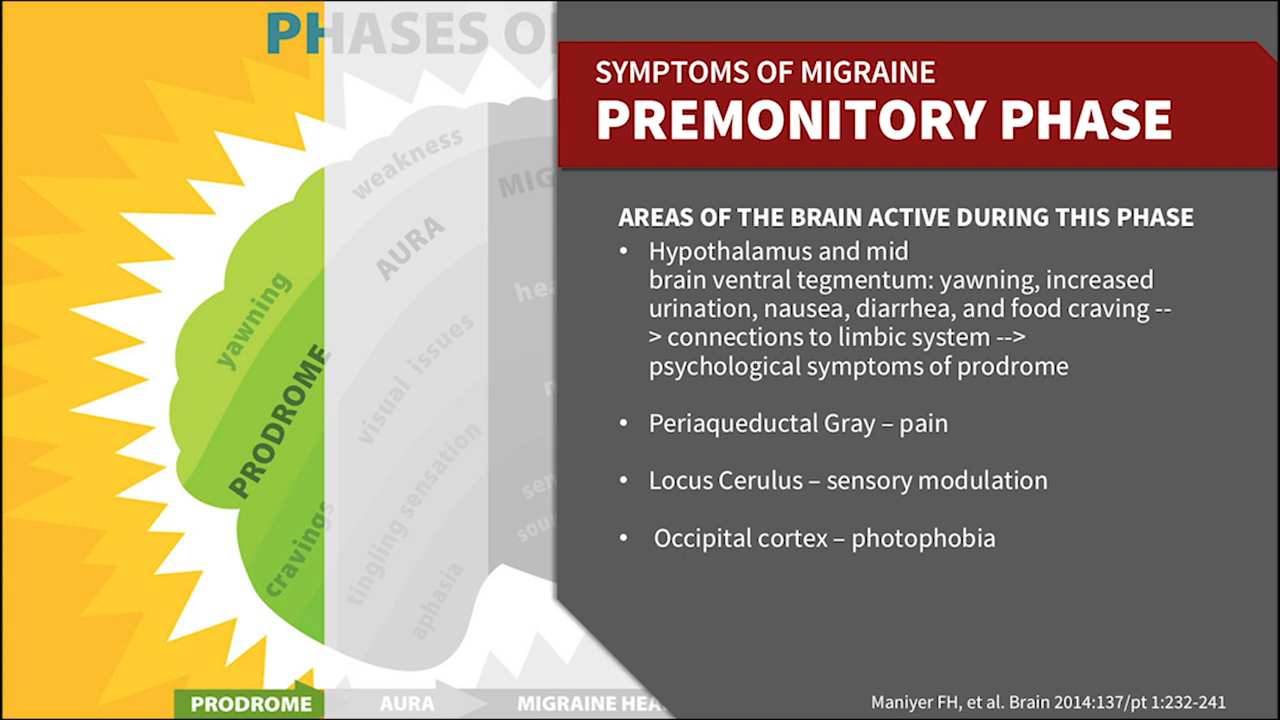 PHASES O
weakness
MIG
AURA
yawning
hea
visual issues
PRODROME
tingling sensation
cravings
aphasia
PRODROME
AURA
MIGRAINE HEA
SYMPTOMS OF MIGRAINE
PREMONITORY PHASE
AREAS OF THE BRAIN ACTIVE DURING THIS PHASE
• Hypothalamus and mid
brain ventral tegmentum: yawning, increased
urination, nausea, diarrhea, and food craving --
> connections to limbic system -->
psychological symptoms of prodrome
• Periaqueductal Gray – pain
• Locus Cerulus – sensory modulation
• Occipital cortex – photophobia
Maniyer FH, et al. Brain 2014:137/pt 1:232-241